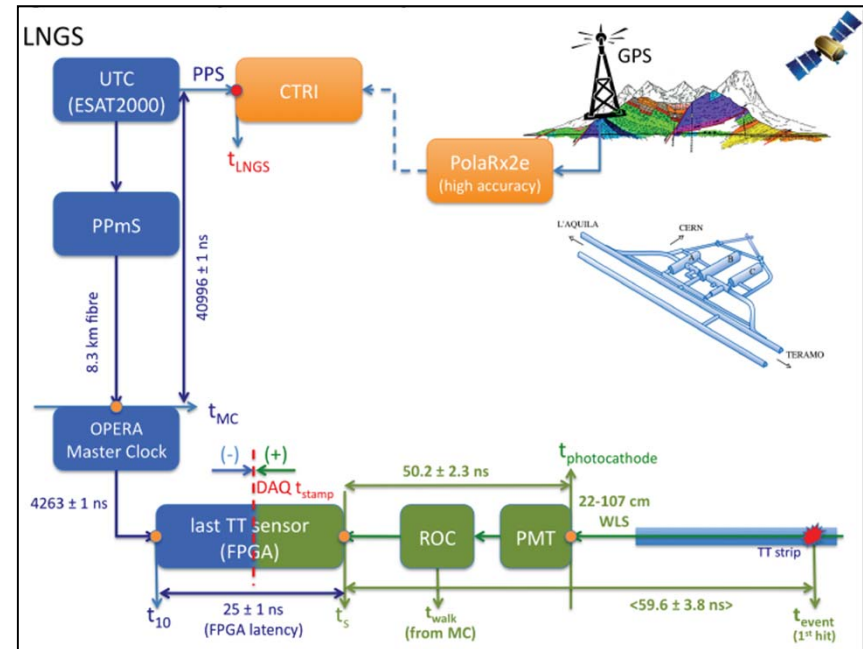 LNGS
UTC
(ESAT2000)
PPS
CTRI
GPS
t_LNGS
PolaRx2e
(high accuracy)
PPmS
40996 ± 1 ns
8.3 km fibre
L'AQUILA
CERN
A
B
C
TERAMO
t_MC
OPERA
Master Clock
(-)
(+)
DAQ t_stamp
50.2 ± 2.3 ns
t_photocathode
4263 ± 1 ns
last TT sensor
(FPGA)
ROC
PMT
22-107 cm
WLS
TT strip
t_10
25 ± 1 ns
(FPGA latency)
t_s
t_walk
(from MC)
<59.6 ± 3.8 ns>
t_event
(1st hit)